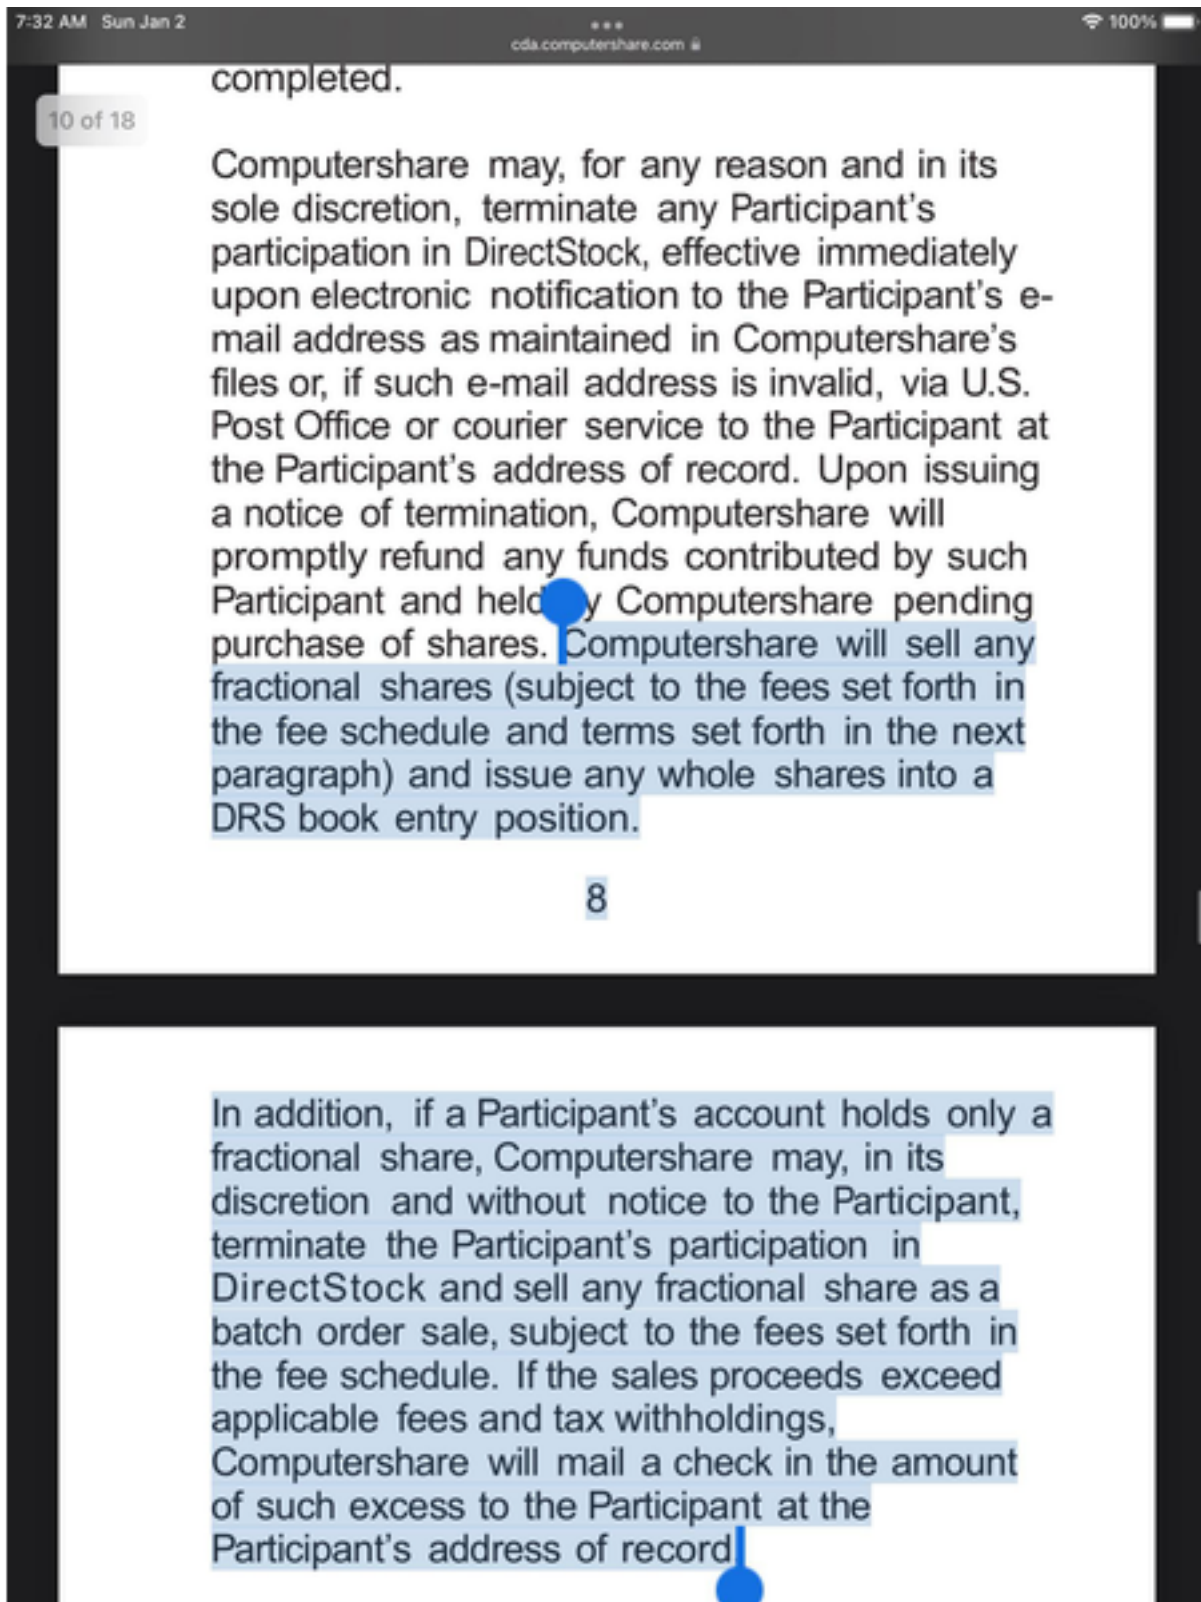 7:32 AM Sun Jan 2
100%
cda.computershare.com
completed.
10 of 18
Computershare may, for any reason and in its
sole discretion, terminate any Participant's
participation in DirectStock, effective immediately
upon electronic notification to the Participant's e-
mail address as maintained in Computershare's
files or, if such e-mail address is invalid, via U.S.
Post Office or courier service to the Participant at
the Participant's address of record. Upon issuing
a notice of termination, Computershare will
promptly refund any funds contributed by such
Participant and held y Computershare pending
purchase of shares. Computershare will sell any
fractional shares (subject to the fees set forth in
the fee schedule and terms set forth in the next
paragraph) and issue any whole shares into a
DRS book entry position.
8
In addition, if a Participant's account holds only a
fractional share, Computershare may, in its
discretion and without notice to the Participant,
terminate the Participant's participation in
DirectStock and sell any fractional share as a
batch order sale, subject to the fees set forth in
the fee schedule. If the sales proceeds exceed
applicable fees and tax withholdings,
Computershare will mail a check in the amount
of such excess to the Participant at the
Participant's address of record.